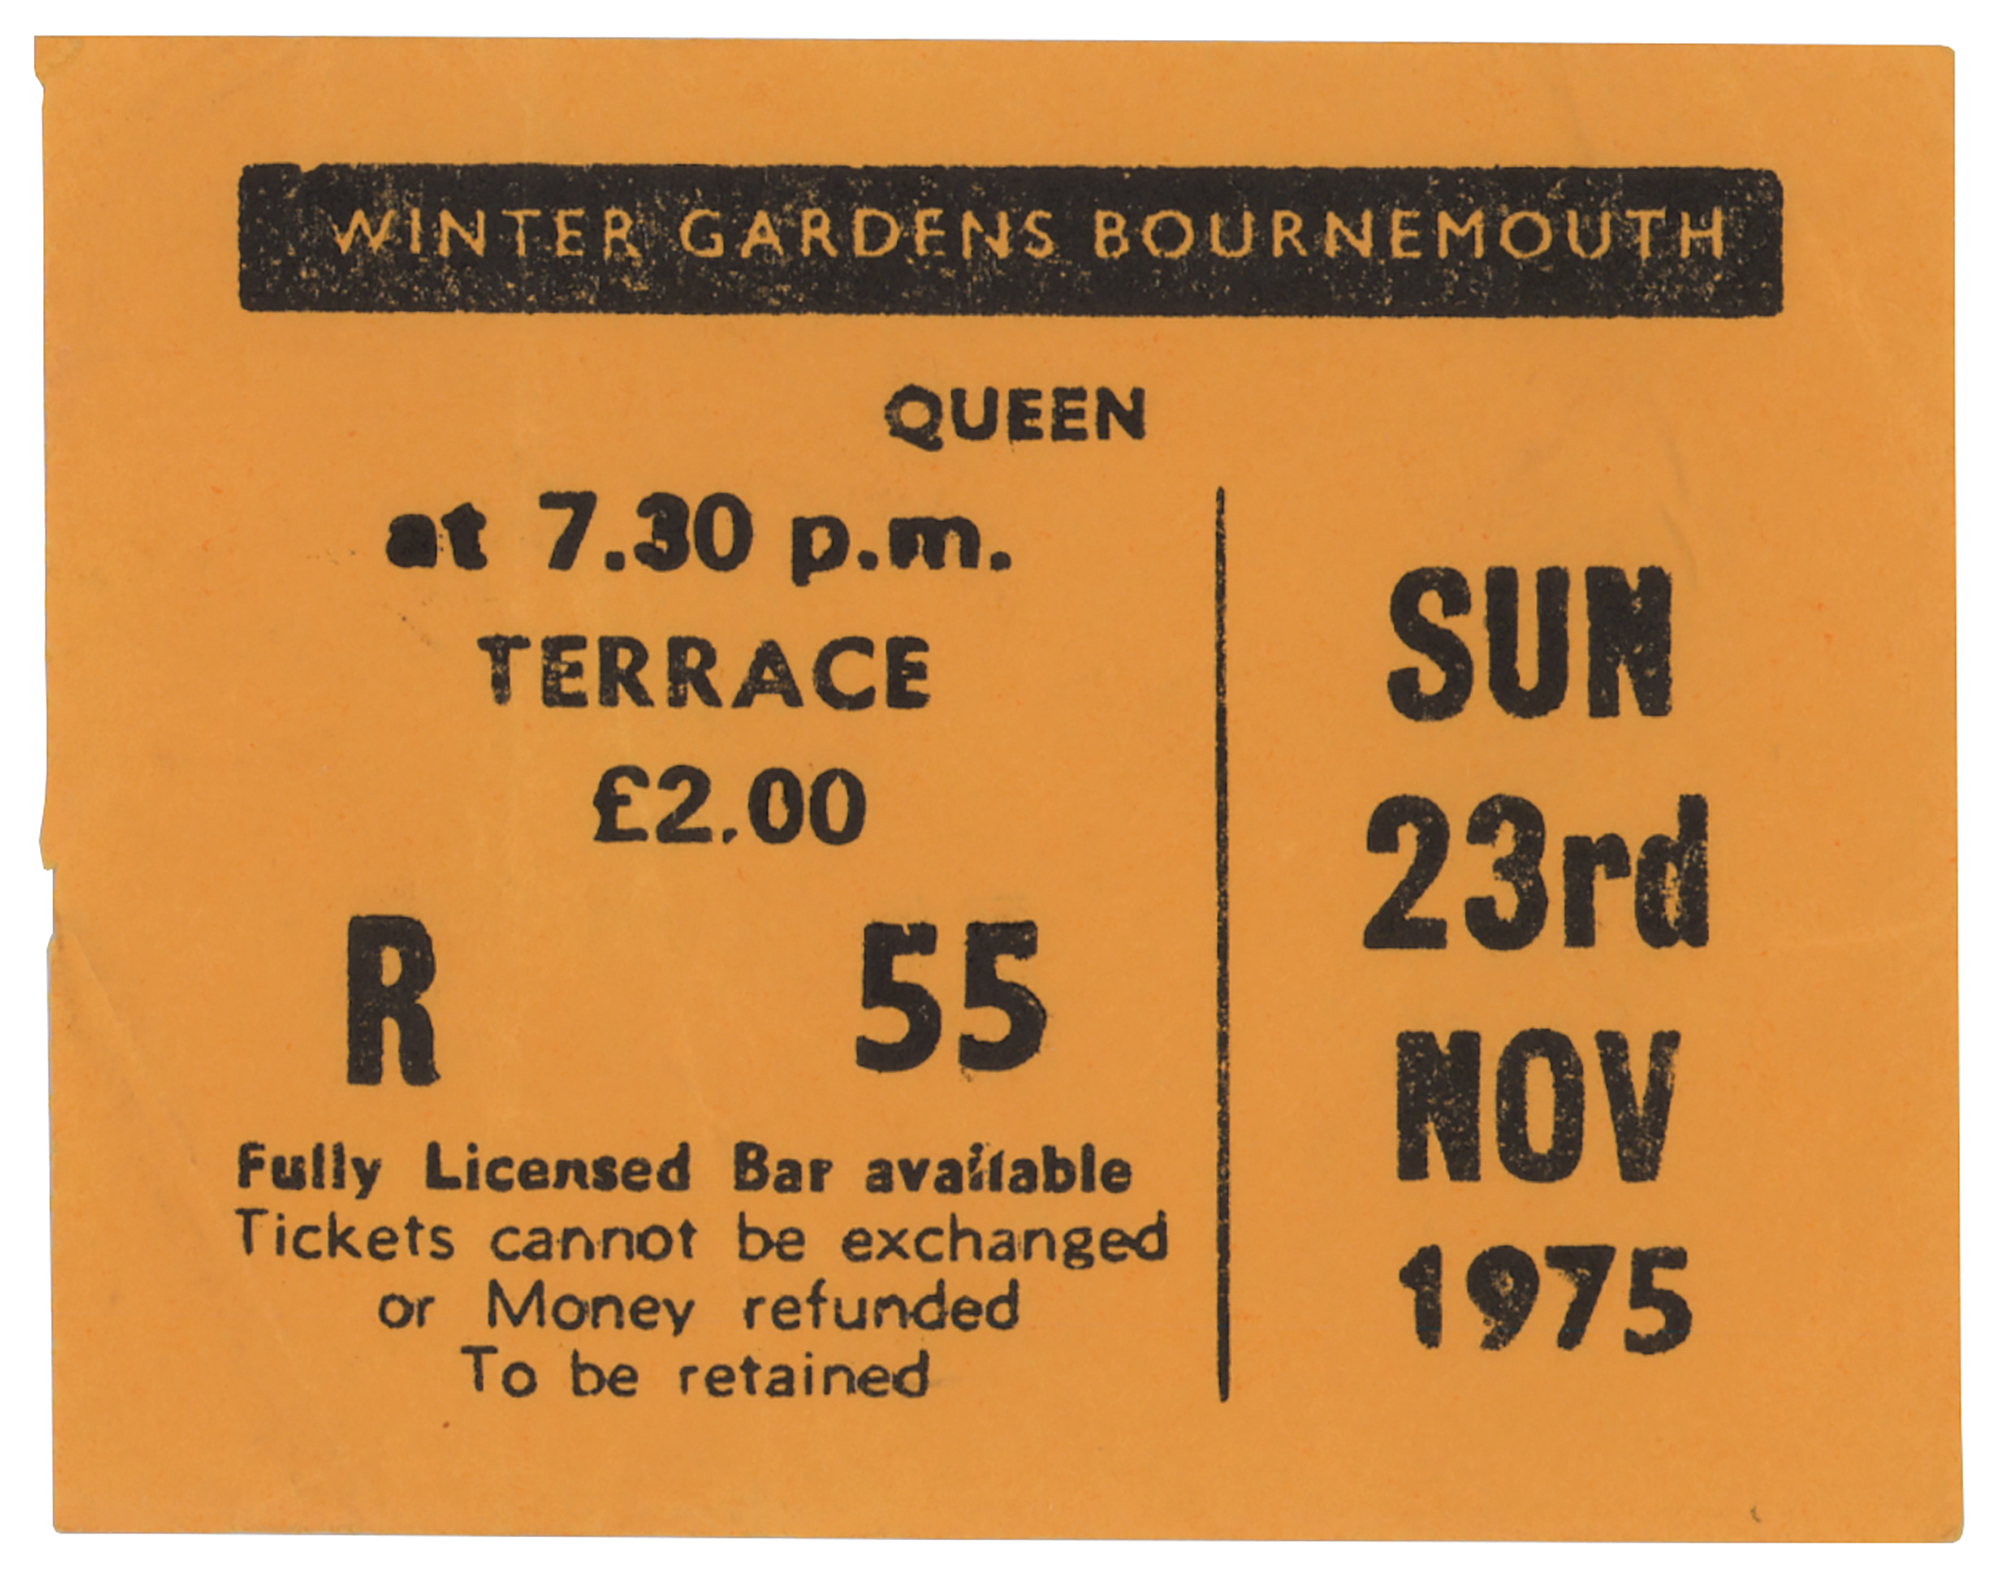 WINTER GARDENS BOURNEMOUTH
QUEEN
at 7.30 p.m.
TERRACE
£2.00
R 55
Fully Licensed Bar available
Tickets cannot be exchanged
or Money refunded
To be retained
SUN
23rd
NOV
1975